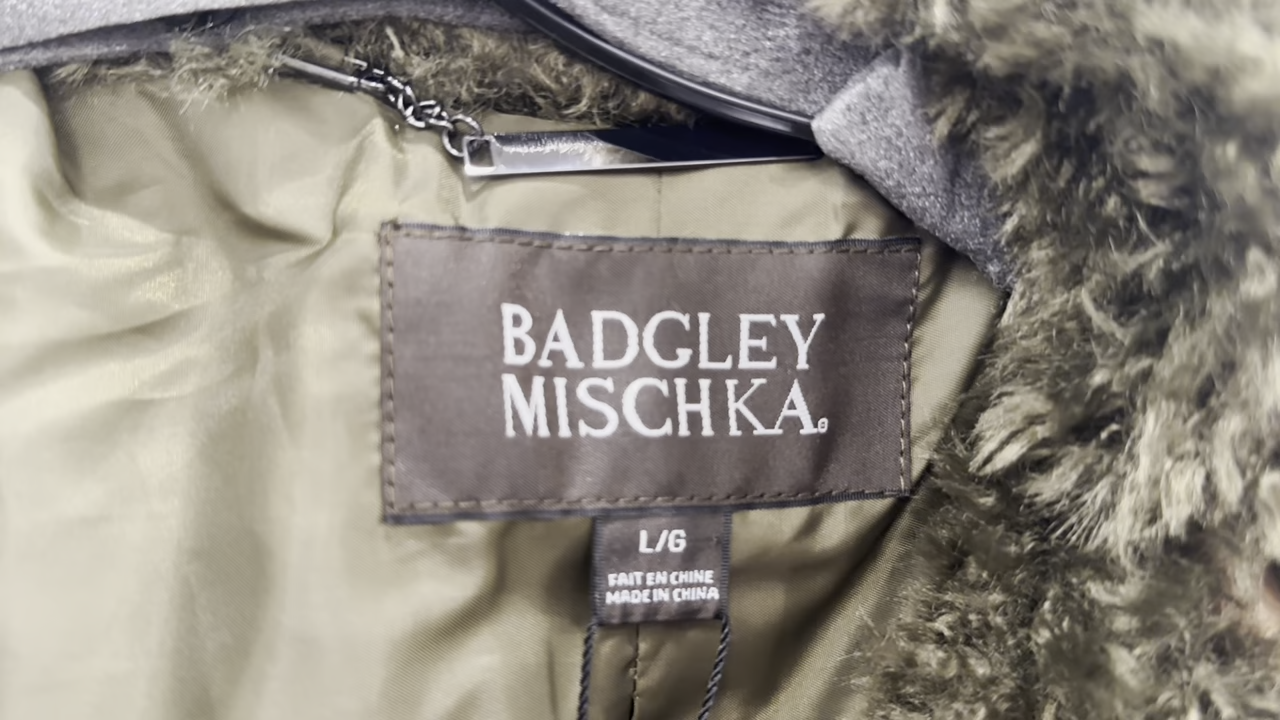 BADGLEY
MISCHKA®
L/G
FAIT EN CHINE
MADE IN CHINA